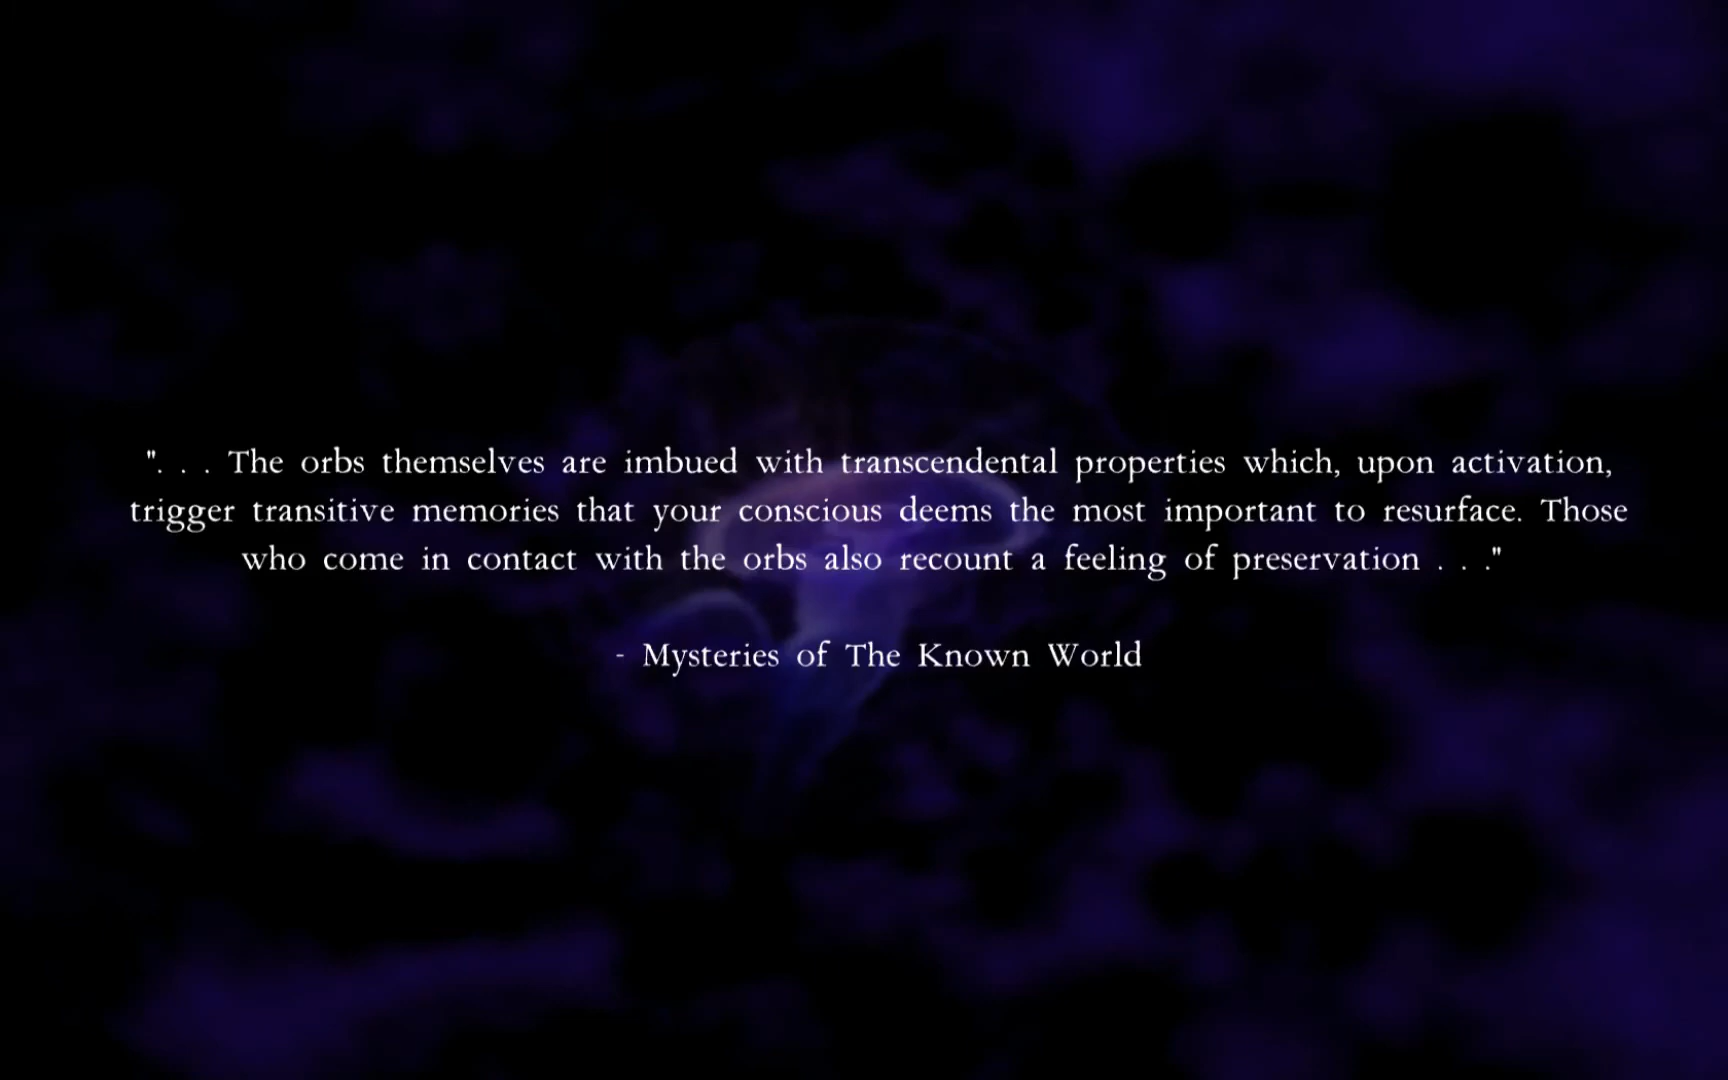 ". . . The orbs themselves are imbued with transcendental properties which, upon activation,
trigger transitive memories that your conscious deems the most important to resurface. Those
who come in contact with the orbs also recount a feeling of preservation . . ."
- Mysteries of The Known World